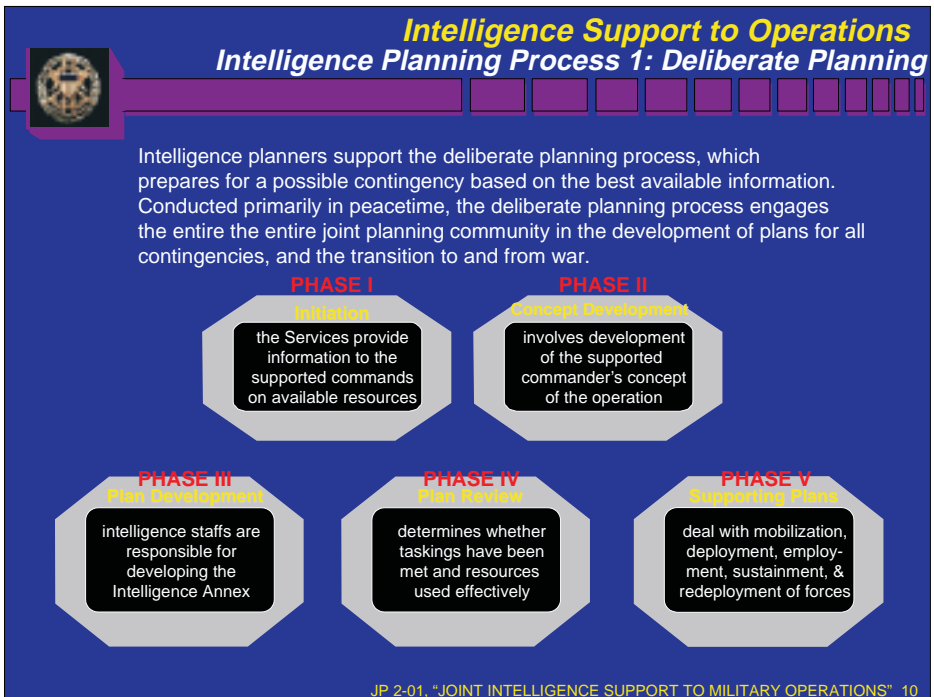 Intelligence Support to Operations
Intelligence Planning Process 1: Deliberate Planning
Intelligence planners support the deliberate planning process, which
prepares for a possible contingency based on the best available information.
Conducted primarily in peacetime, the deliberate planning process engages
the entire the entire joint planning community in the development of plans for all
contingencies, and the transition to and from war.
PHASE I
Initiation
the Services provide
information to the
supported commands
on available resources
PHASE II
Concept Development
involves development
of the supported
commander’s concept
of the operation
PHASE III
Plan Development
intelligence staffs are
responsible for
developing the
Intelligence Annex
PHASE IV
Plan Review
determines whether
taskings have been
met and resources
used effectively
PHASE V
Supporting Plans
deal with mobilization,
deployment, employ-
ment, sustainment, &
redeployment of forces
JP 2-01, “JOINT INTELLIGENCE SUPPORT TO MILITARY OPERATIONS” 10